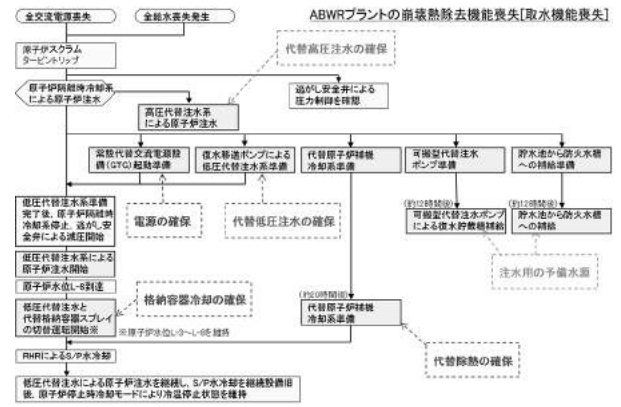 ABWRプラントの崩壊熱除去機能喪失[取水機能喪失]
全交流電源喪失
全給水喪失発生
原子炉スクラム
タービントリップ
代替高圧注水の確保
原子炉隔離時冷却系
による原子炉注水
逃がし安全弁による
圧力制御を確認
高圧代替注水系
による原子炉注水
常設代替交流電源設
備(GTG)起動準備
復水移送ポンプによる
低圧代替注水系準備
代替原子炉補機
冷却系準備
可搬型代替注水
ポンプ準備
貯水池から防火水槽
への補給準備
低圧代替注水系準備
完了後，原子炉隔離時
冷却系停止，逃がし安
全弁による減圧開始
電源の確保
代替低圧注水の確保
(約12時間後)
可搬型代替注水ポンプ
による復水貯蔵槽補給
(約12時間後)
貯水池から防火水槽
への補給
低圧代替注水系による
原子炉注水開始
注水用の予備水源
原子炉水位L-8到達
格納容器冷却の確保
低圧代替注水と
代替格納容器スプレイ
の切替運転開始※
(約20時間後)
代替原子炉補機
冷却系準備
※原子炉水位L-3～L-8を維持
RHRによるS/P水冷却
代替除熱の確保
低圧代替注水による原子炉注水を継続し，S/P水冷却を継続設備旧
後，原子炉停止時冷却モードにより冷温停止状態を維持